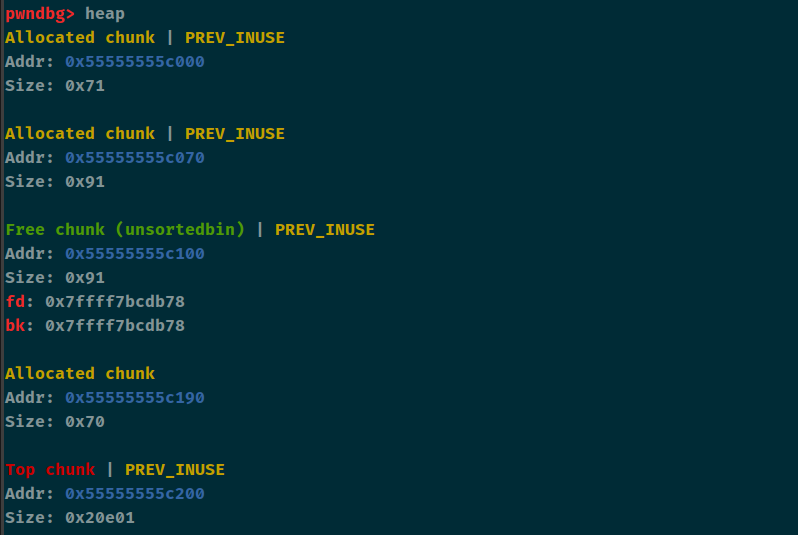 pwndbg> heap
Allocated chunk | PREV_INUSE
Addr: 0x55555555c000
Size: 0x71
Allocated chunk | PREV_INUSE
Addr: 0x55555555c070
Size: 0x91
Free chunk (unsortedbin) | PREV_INUSE
Addr: 0x55555555c100
Size: 0x91
fd: 0x7ffff7bcdb78
bk: 0x7ffff7bcdb78
Allocated chunk
Addr: 0x55555555c190
Size: 0x70
Top chunk | PREV_INUSE
Addr: 0x55555555c200
Size: 0x20e01